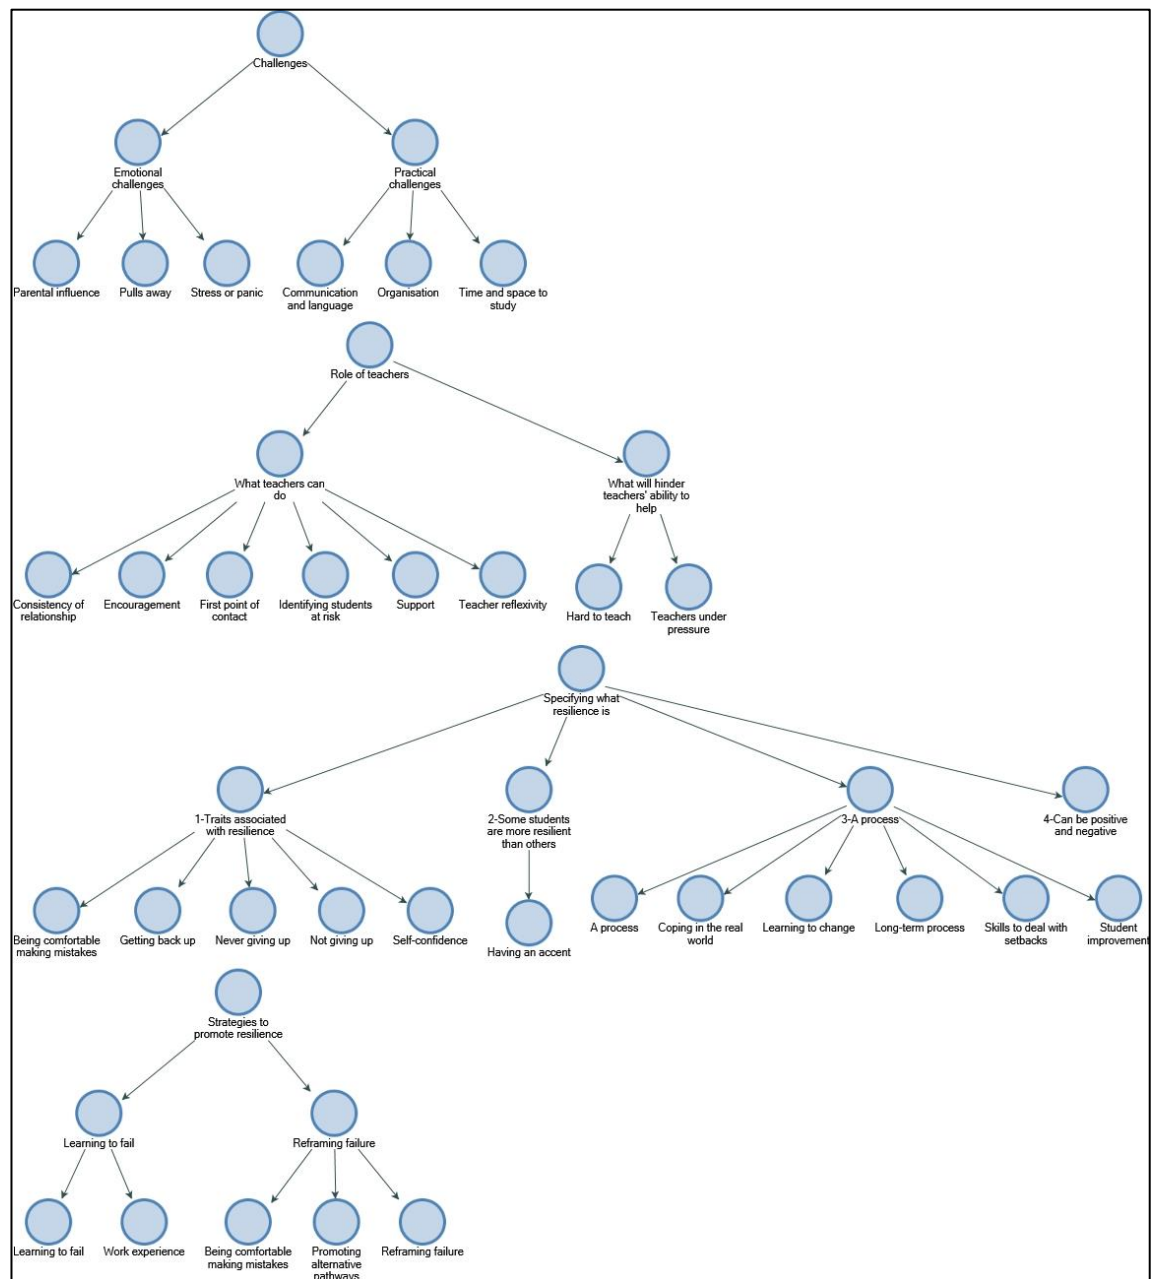 Challenges
Emotional
challenges
Practical
challenges
Parental influence
Pulls away
Stress or panic
Communication
and language
Organisation
Time and space to
study
Role of teachers
What teachers can
do
What will hinder
teachers' ability to
help
Consistency of
relationship
Encouragement
First point of
contact
Identifying students
at risk
Support
Teacher reflexivity
Hard to teach
Teachers under
pressure
Specifying what
resilience is
1-Traits associated
with resilience
2-Some students
are more resilient
than others
3-A process
4-Can be positive
and negative
Being comfortable
making mistakes
Getting back up
Never giving up
Not giving up
Self-confidence
Having an accent
A process
Coping in the real
world
Learning to change
Long-term process
Skills to deal with
setbacks
Student
improvement
Strategies to
promote resilience
Learning to fail
Reframing failure
Learning to fail
Work experience
Being comfortable
making mistakes
Promoting
alternative
pathways
Reframing failure